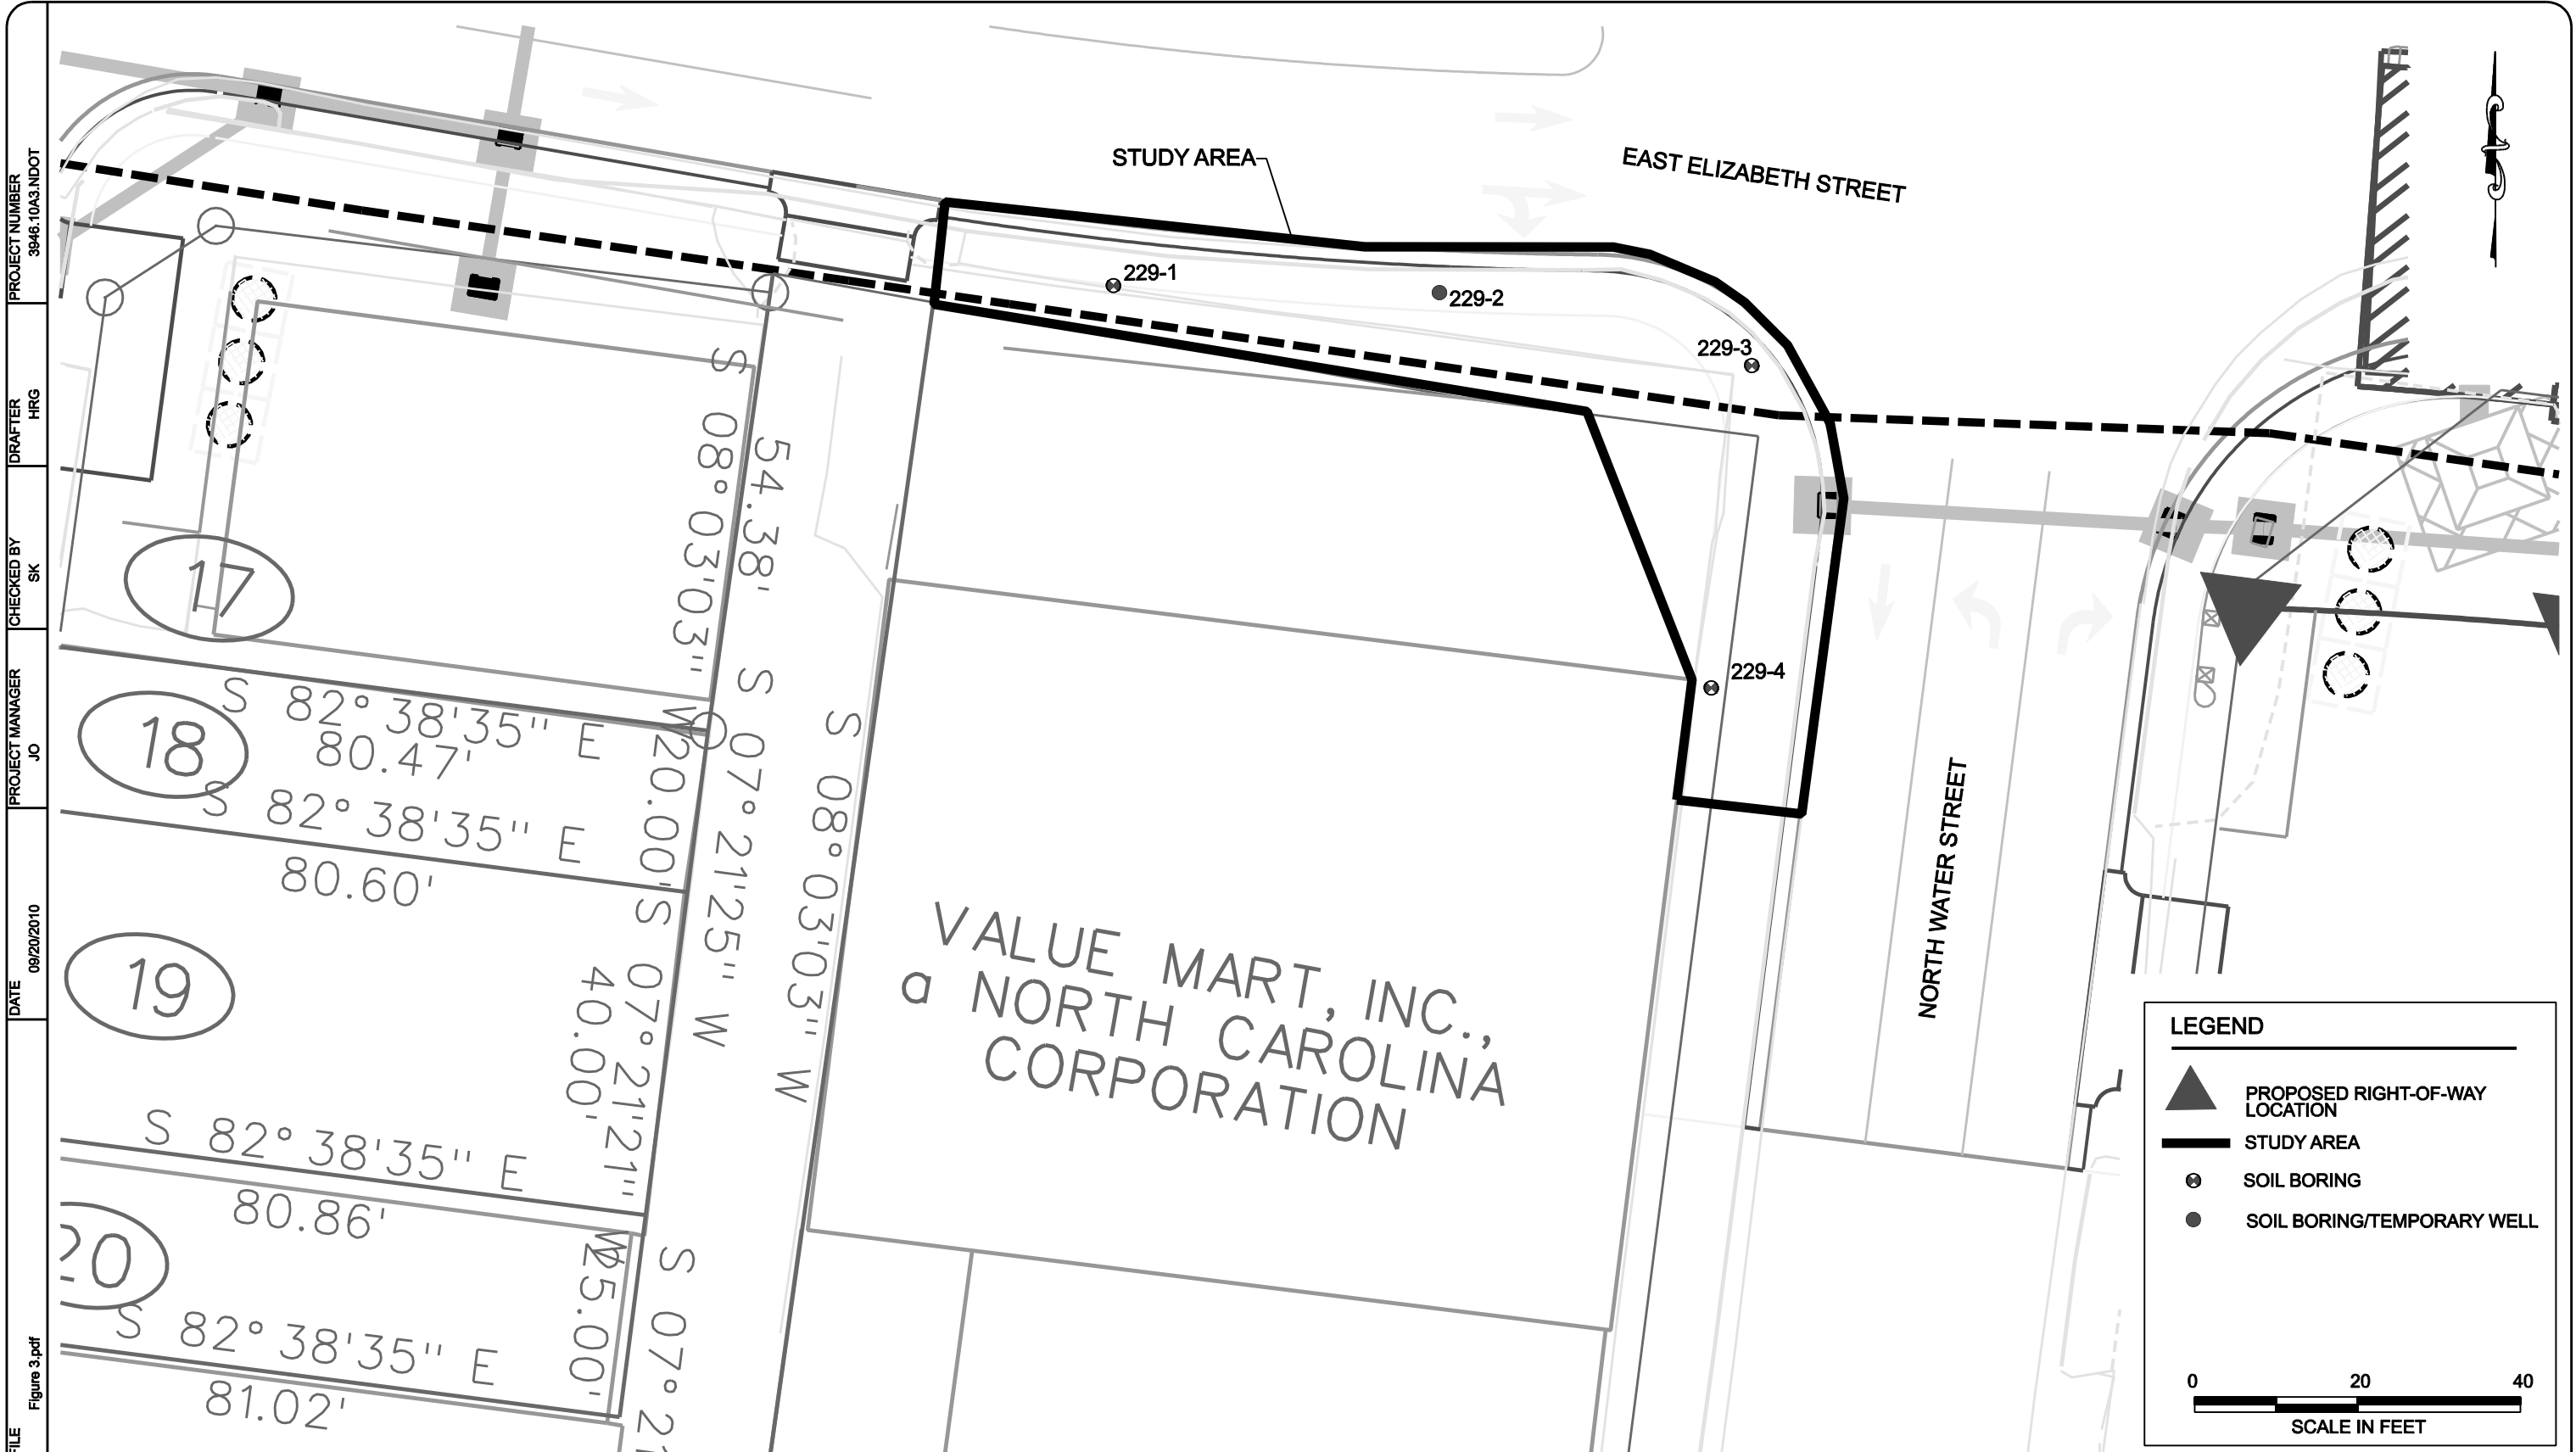 PROJECT NUMBER
3946.10A3.NDOT
DRAFTER
HRG
CHECKED BY
SK
PROJECT MANAGER
JO
DATE
09/20/2010
FILE
Figure 3.pdf
STUDY AREA
EAST ELIZABETH STREET
229-1
229-2
229-3
229-4
NORTH WATER STREET
17
18
19
20
S 08° 03'03" W
54.38'
S 82° 38'35" E
80.47'
S 82° 38'35" E
80.60'
20.00'
S 07° 21'25" W
S 08° 03'03" W
S 07° 21'21" W
40.00'
S 82° 38'35" E
80.86'
25.00'
S 82° 38'35" E
81.02'
S 07° 21
VALUE MART, INC.,
a NORTH CAROLINA
CORPORATION
LEGEND
PROPOSED RIGHT-OF-WAY
LOCATION
STUDY AREA
SOIL BORING
SOIL BORING/TEMPORARY WELL
0 20 40
SCALE IN FEET